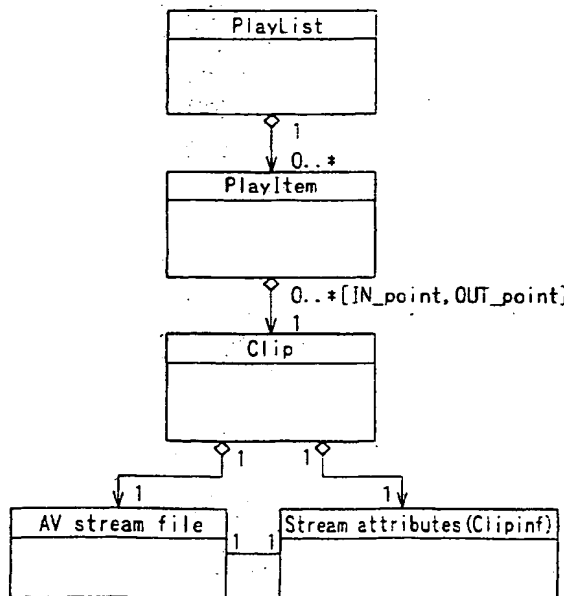 PlayList
1
0..*
PlayItem
0..*[IN_point,OUT_point]
1
Clip
1
1
1
1
AV stream file
1
1
Stream attributes(Clipinf)